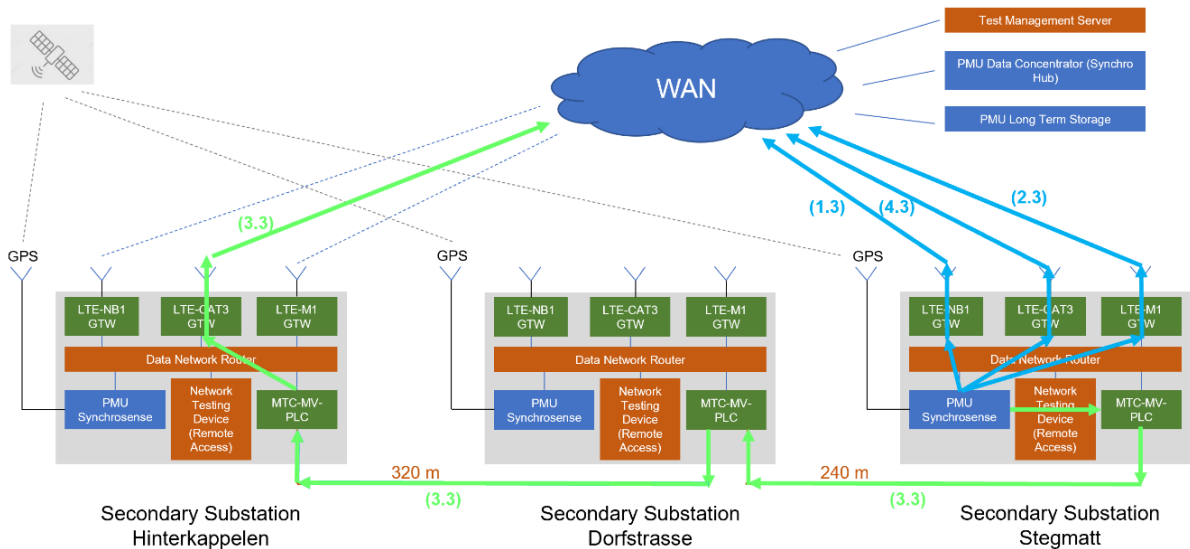 Test Management Server
PMU Data Concentrator (Synchro
Hub)
PMU Long Term Storage
WAN
(3.3)
(1.3)
(4.3)
(2.3)
GPS
LTE-NB1
GTW
LTE-CAT3
GTW
LTE-M1
GTW
Data Network Router
PMU
Synchrosense
Network
Testing
Device
(Remote
Access)
MTC-MV-
PLC
GPS
LTE-NB1
GTW
LTE-CAT3
GTW
LTE-M1
GTW
Data Network Router
PMU
Synchrosense
Network
Testing
Device
(Remote
Access)
MTC-MV-
PLC
GPS
LTE-NB1
GTW
LTE-CAT3
GTW
LTE-M1
GTW
Data Network Router
PMU
Synchrosense
Network
Testing
Device
(Remote
Access)
MTC-MV-
PLC
320 m
(3.3)
240 m
(3.3)
Secondary Substation
Hinterkappelen
Secondary Substation
Dorfstrasse
Secondary Substation
Stegmatt